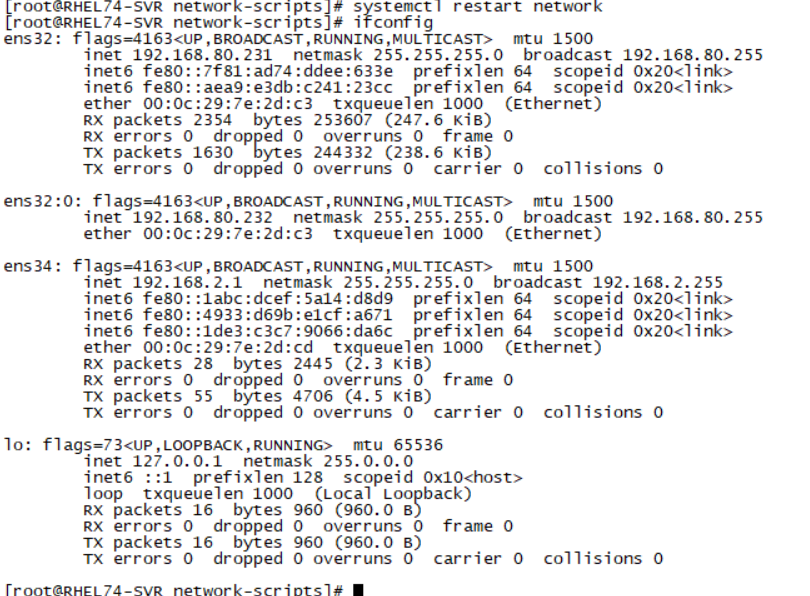 [root@RHEL74-SVR network-scripts]# systemctl restart network
[root@RHEL74-SVR network-scripts]# ifconfig
ens32: flags=4163<UP,BROADCAST,RUNNING,MULTICAST>  mtu 1500
        inet 192.168.80.231  netmask 255.255.255.0  broadcast 192.168.80.255
        inet6 fe80::7f81:ad74:ddee:633e  prefixlen 64  scopeid 0x20<link>
        inet6 fe80::aea9:e3db:c241:23cc  prefixlen 64  scopeid 0x20<link>
        ether 00:0c:29:7e:2d:c3  txqueuelen 1000  (Ethernet)
        RX packets 2354  bytes 253607 (247.6 KiB)
        RX errors 0  dropped 0  overruns 0  frame 0
        TX packets 1630  bytes 244332 (238.6 KiB)
        TX errors 0  dropped 0 overruns 0  carrier 0  collisions 0

ens32:0: flags=4163<UP,BROADCAST,RUNNING,MULTICAST>  mtu 1500
        inet 192.168.80.232  netmask 255.255.255.0  broadcast 192.168.80.255
        ether 00:0c:29:7e:2d:c3  txqueuelen 1000  (Ethernet)

ens34: flags=4163<UP,BROADCAST,RUNNING,MULTICAST>  mtu 1500
        inet 192.168.2.1  netmask 255.255.255.0  broadcast 192.168.2.255
        inet6 fe80::1abc:dcef:5a14:d8d9  prefixlen 64  scopeid 0x20<link>
        inet6 fe80::4933:d69b:e1cf:a671  prefixlen 64  scopeid 0x20<link>
        inet6 fe80::1de3:c3c7:9066:da6c  prefixlen 64  scopeid 0x20<link>
        ether 00:0c:29:7e:2d:cd  txqueuelen 1000  (Ethernet)
        RX packets 28  bytes 2445 (2.3 KiB)
        RX errors 0  dropped 0  overruns 0  frame 0
        TX packets 55  bytes 4706 (4.5 KiB)
        TX errors 0  dropped 0 overruns 0  carrier 0  collisions 0

lo: flags=73<UP,LOOPBACK,RUNNING>  mtu 65536
        inet 127.0.0.1  netmask 255.0.0.0
        inet6 ::1  prefixlen 128  scopeid 0x10<host>
        loop  txqueuelen 1000  (Local Loopback)
        RX packets 16  bytes 960 (960.0 B)
        RX errors 0  dropped 0  overruns 0  frame 0
        TX packets 16  bytes 960 (960.0 B)
        TX errors 0  dropped 0 overruns 0  carrier 0  collisions 0

[root@RHEL74-SVR network-scripts]#